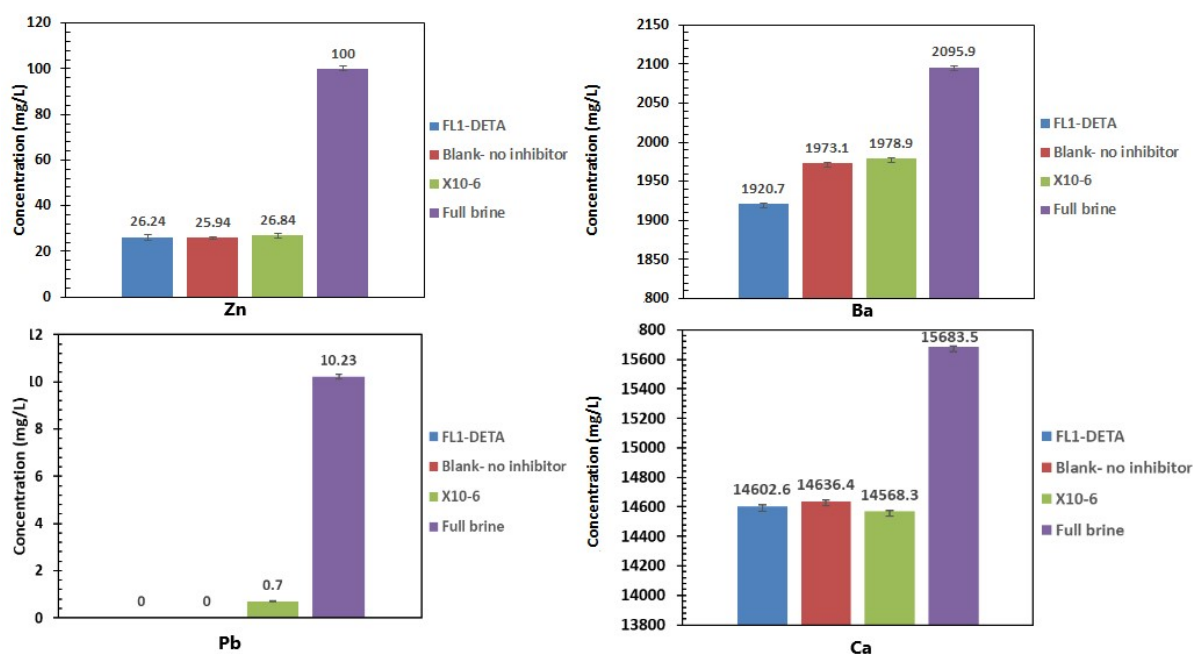 120
100
80
60
40
20
0
Concentration (mg/L)
26.24
25.94
26.84
100
Zn
FL1-DETA
Blank- no inhibitor
X10-6
Full brine
2150
2100
2050
2000
1950
1900
1850
800
Concentration (mg/L)
1920.7
1973.1
1978.9
2095.9
Ba
FL1-DETA
Blank- no inhibitor
X10-6
Full brine
12
10
8
6
4
2
0
Concentration (mg/L)
0
0
0.7
10.23
Pb
FL1-DETA
Blank- no inhibitor
X10-6
Full brine
800
15600
15400
15200
15000
14800
14600
14400
14200
14000
13800
Concentration (mg/L)
14602.6
14636.4
14568.3
15683.5
Ca
FL1-DETA
Blank- no inhibitor
X10-6
Full brine